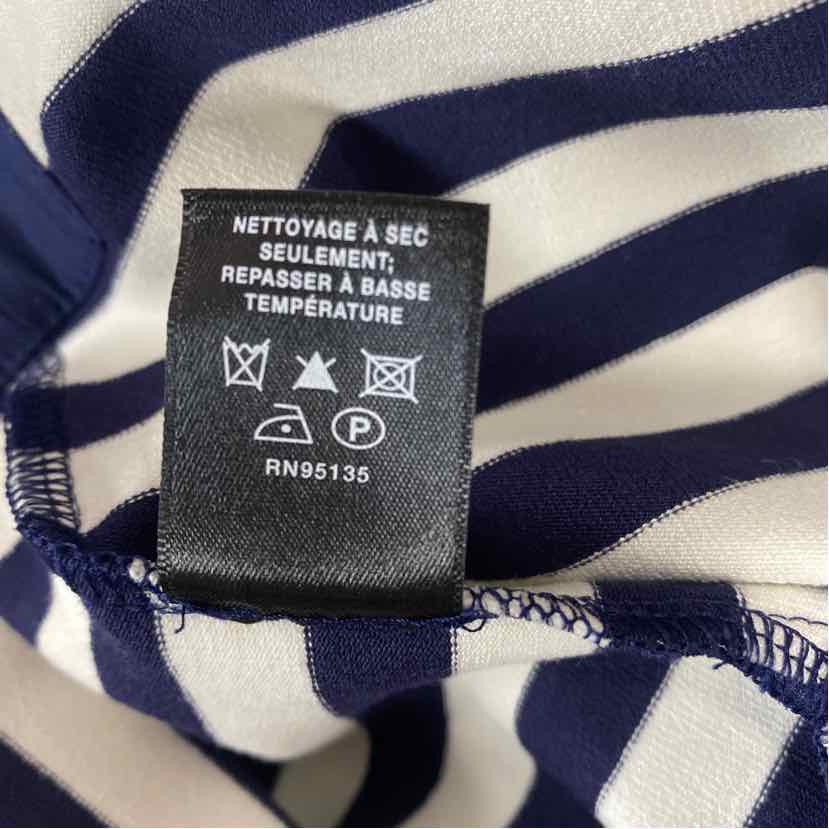 NETTOYAGE À SEC
SEULEMENT;
REPASSER À BASSE
TEMPÉRATURE
P
RN95135